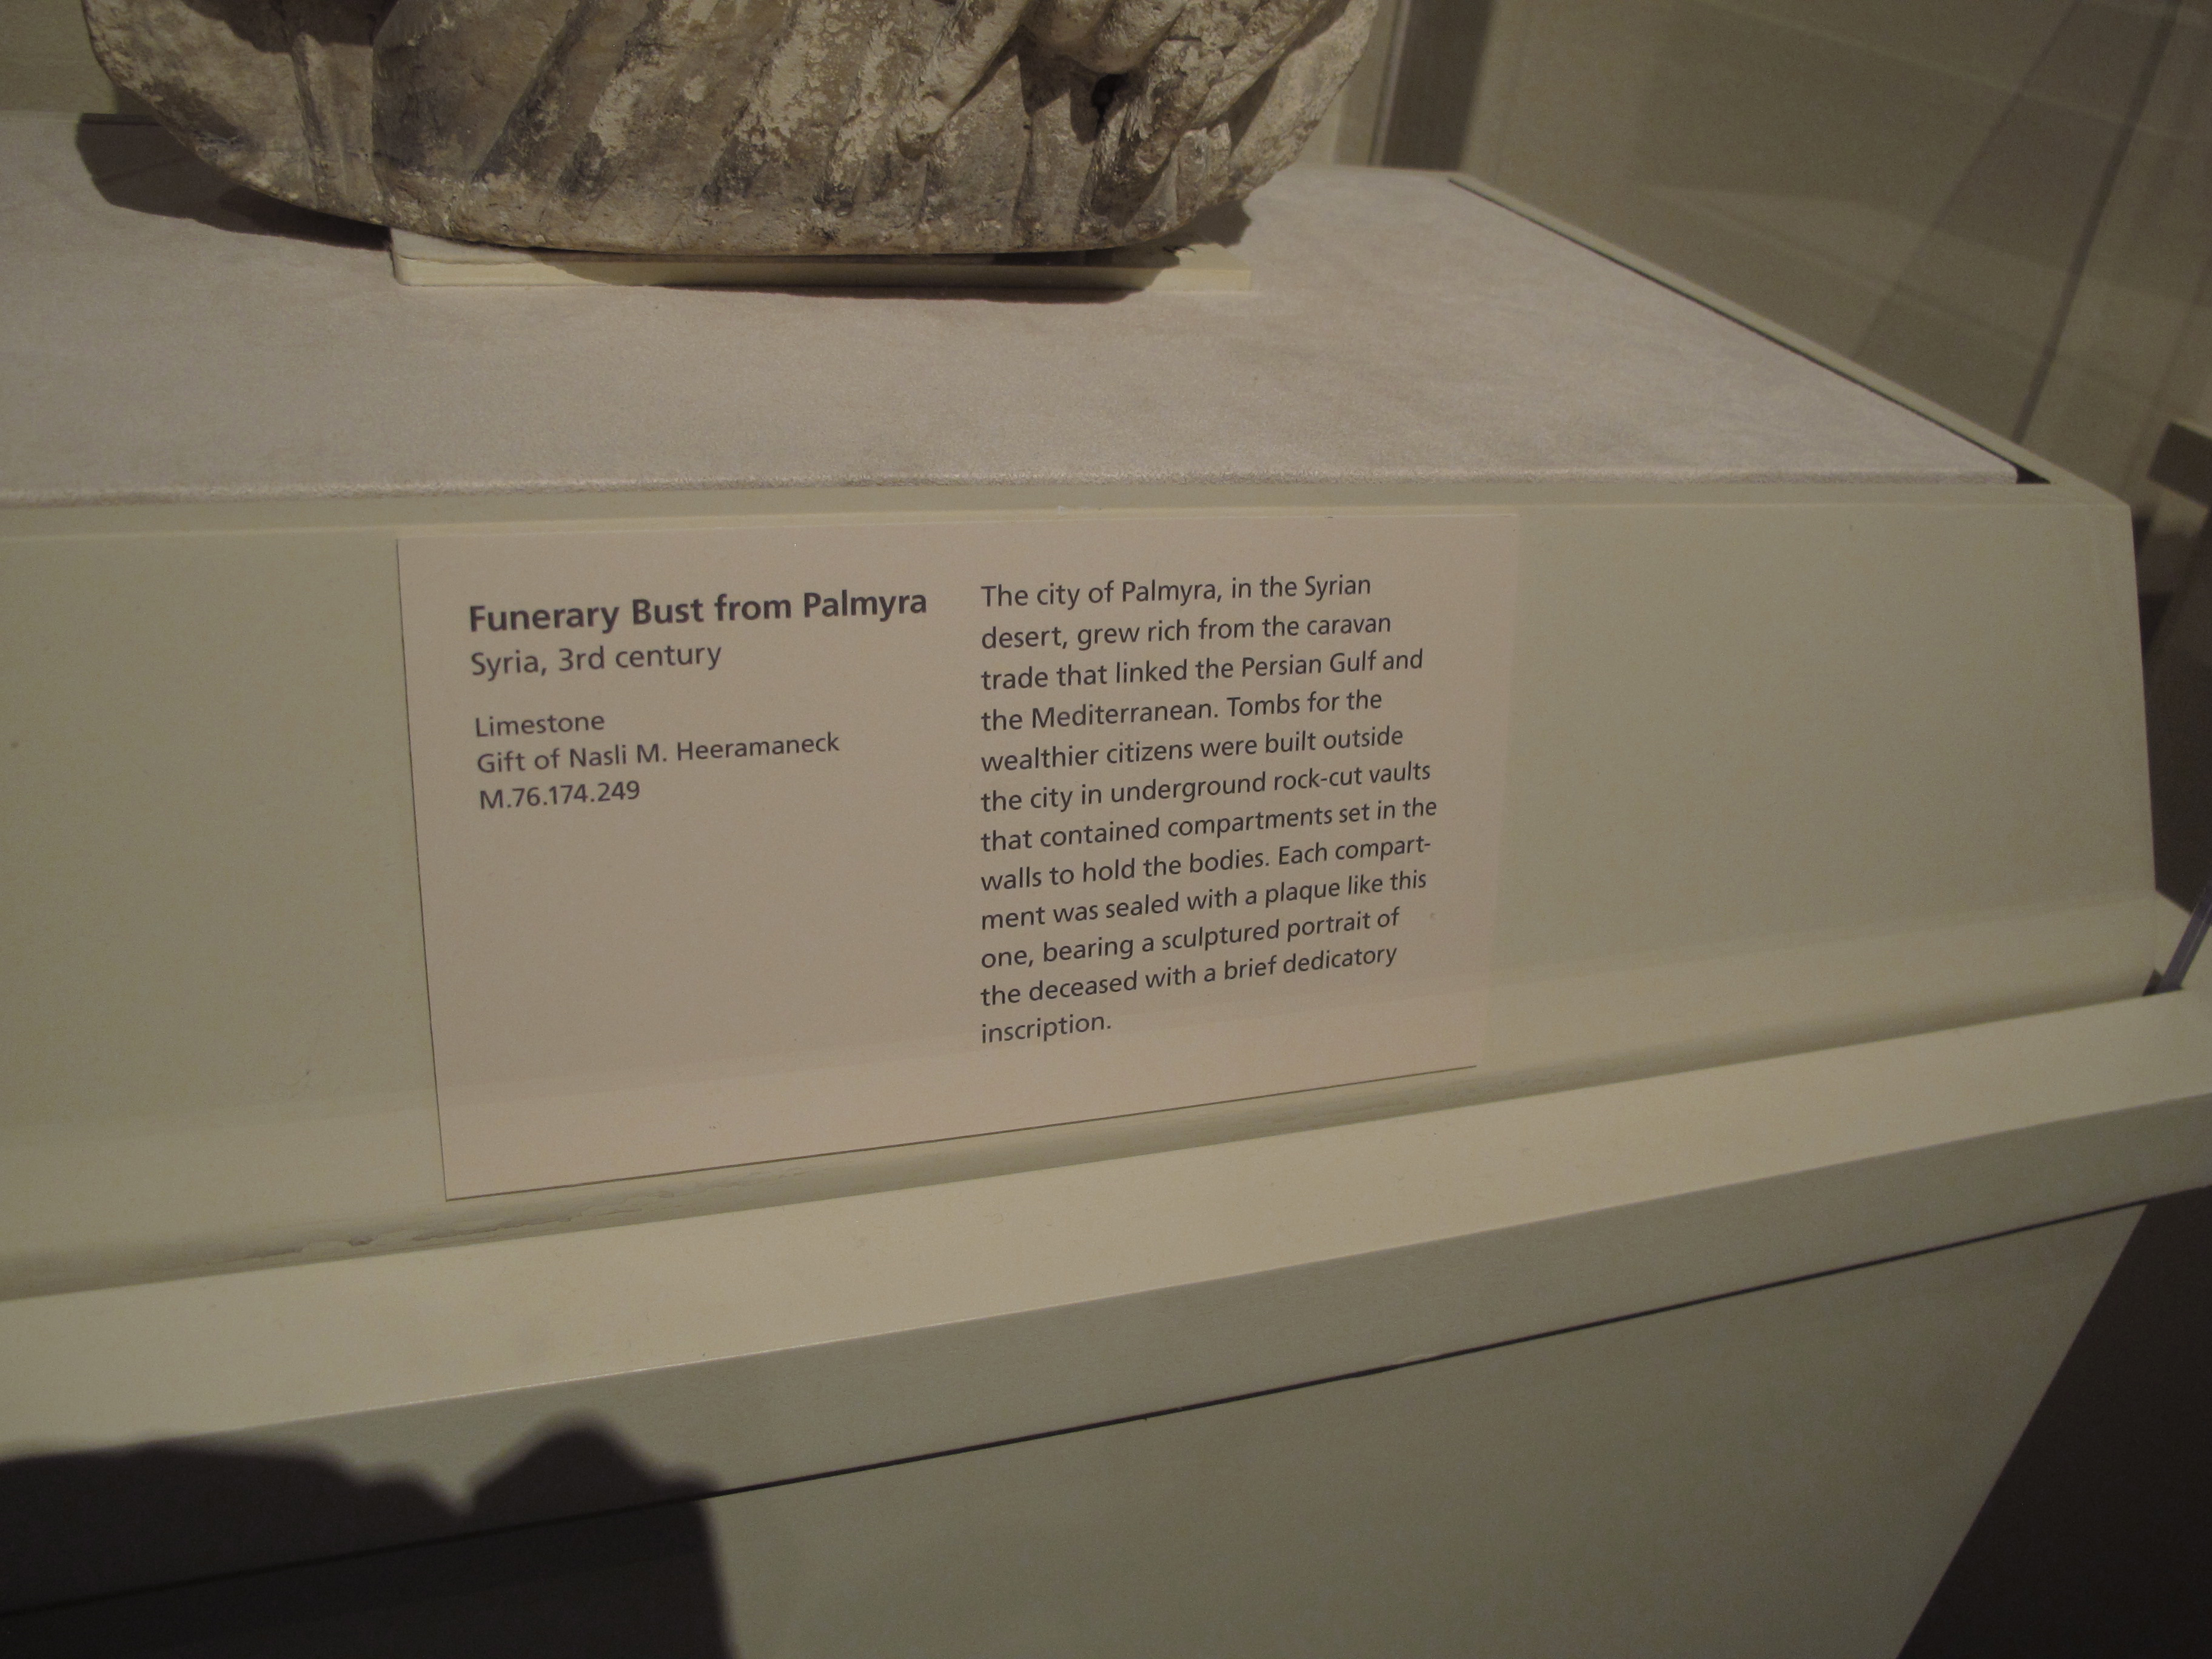 Funerary Bust from Palmyra
Syria, 3rd century
Limestone
Gift of Nasli M. Heeramaneck
M.76.174.249
The city of Palmyra, in the Syrian
desert, grew rich from the caravan
trade that linked the Persian Gulf and
the Mediterranean. Tombs for the
wealthier citizens were built outside
the city in underground rock-cut vaults
that contained compartments set in the
walls to hold the bodies. Each compart-
ment was sealed with a plaque like this
one, bearing a sculptured portrait of
the deceased with a brief dedicatory
inscription.